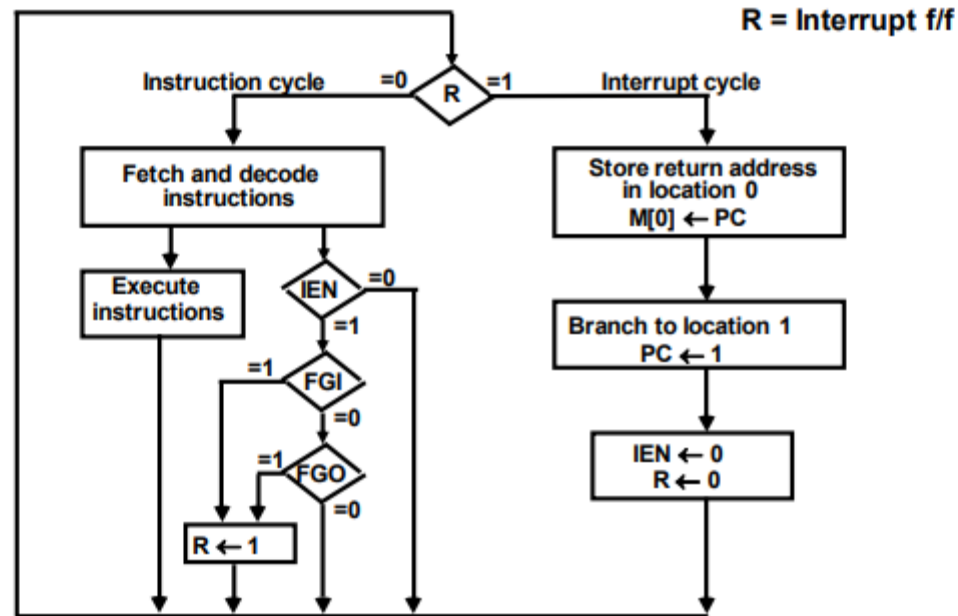 R = Interrupt f/f
Instruction cycle
=0
R
=1
Interrupt cycle
Fetch and decode
instructions
Store return address
in location 0
M[0] ← PC
Execute
instructions
IEN
=0
=1
Branch to location 1
PC ← 1
=1
FGI
=0
=1
FGO
=0
IEN ← 0
R ← 0
R ← 1